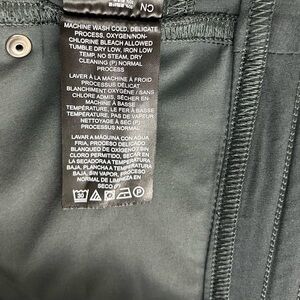 CN
MACHINE WASH COLD, DELICATE
PROCESS, OXYGEN/NON-
CHLORINE BLEACH ALLOWED
TUMBLE DRY LOW, IRON LOW
TEMP, NO STEAM, DRY
CLEANING (P) NORMAL
PROCESS
LAVER À LA MACHINE À FROID
PROCESSUS DÉLICAT
BLANCHIMENT OXYGÈNE / SANS
CHLORE ADMIS, SÉCHER EN
MACHINE À BASSE
TEMPÉRATURE, LE FER À BASSE
TEMPÉRATURE, PAS DE VAPEUR
NETTOYAGE À SEC (P)
PROCESSUS NORMAL
LAVAR A MÁQUINA CON AGUA
FRIA, PROCESO DELICADO
BLANQUEO DE OXÍGENO / SIN
CLORO PERMITIDO, SECAR EN
LA SECADORA A TEMPERATURA
BAJA, PLANCHA A TEMPERATURA
BAJA, SIN VAPOR, PROCESO
NORMAL DE LIMPIEZA EN
SECO (P)
30
P